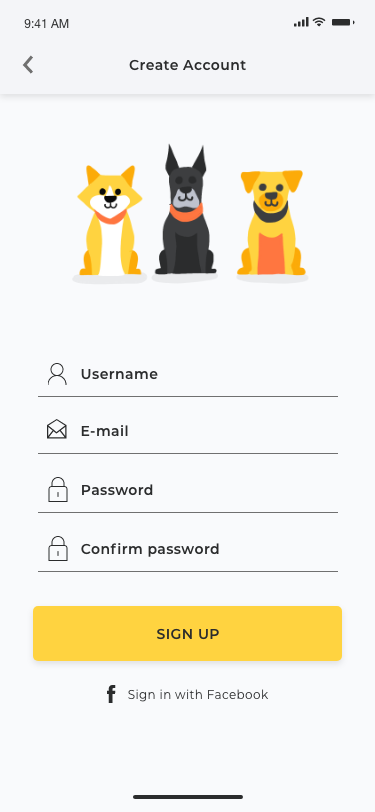 9:41 AM
Create Account
Username
E-mail
Password
Confirm password
SIGN UP
Sign in with Facebook